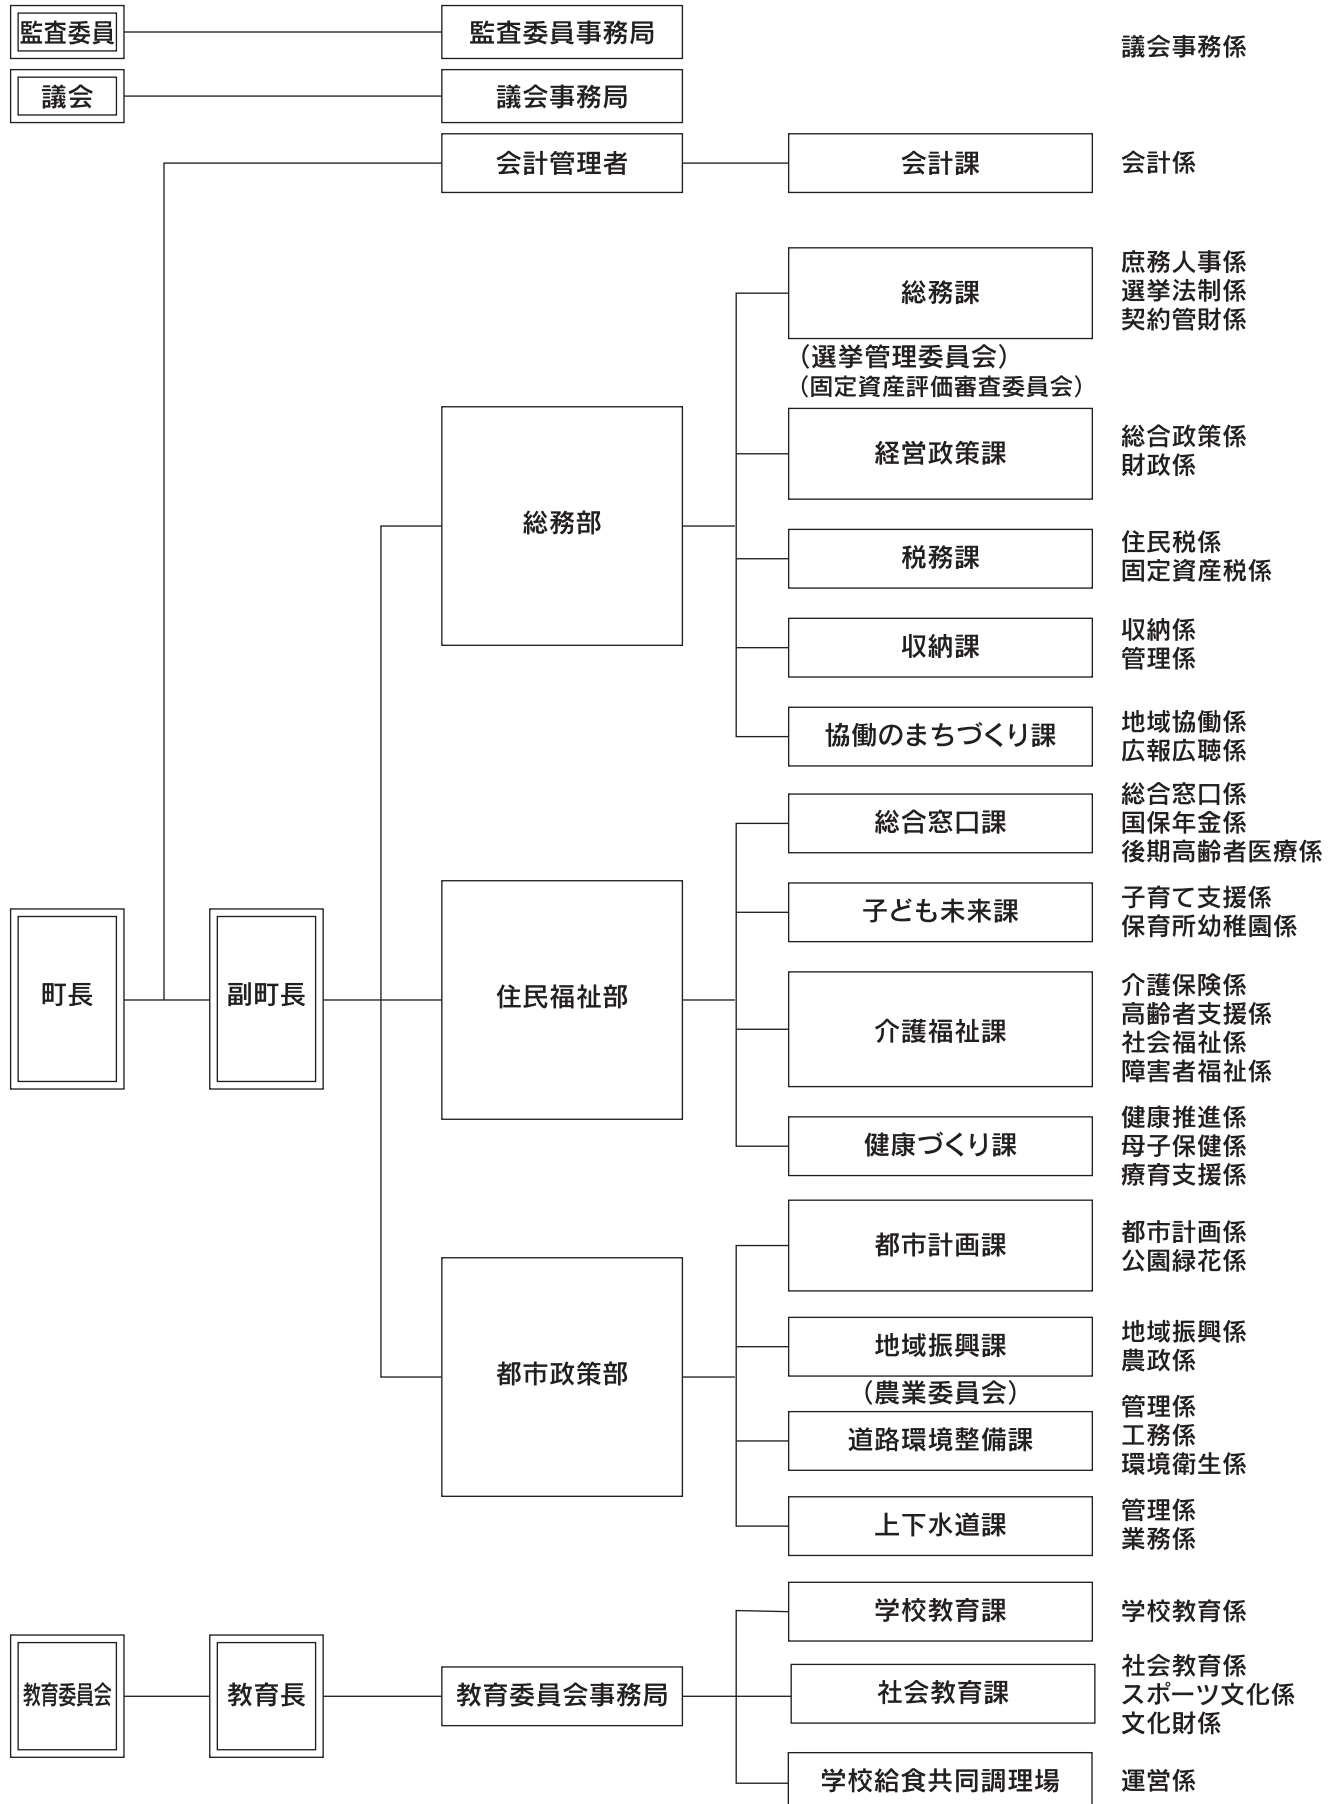 監査委員
監査委員事務局
議会事務係
議会
議会事務局
会計管理者
会計課
会計係
総務課
庶務人事係
選挙法制係
契約管財係
（選挙管理委員会）
（固定資産評価審査委員会）
経営政策課
総合政策係
財政係
総務部
税務課
住民税係
固定資産税係
収納課
収納係
管理係
協働のまちづくり課
地域協働係
広報広聴係
総合窓口課
総合窓口係
国保年金係
後期高齢者医療係
子ども未来課
子育て支援係
保育所幼稚園係
町長
副町長
住民福祉部
介護福祉課
介護保険係
高齢者支援係
社会福祉係
障害者福祉係
健康づくり課
健康推進係
母子保健係
療育支援係
都市計画課
都市計画係
公園緑花係
都市政策部
地域振興課
地域振興係
農政係
（農業委員会）
道路環境整備課
管理係
工務係
環境衛生係
上下水道課
管理係
業務係
学校教育課
学校教育係
教育委員会
教育長
教育委員会事務局
社会教育課
社会教育係
スポーツ文化係
文化財係
学校給食共同調理場
運営係